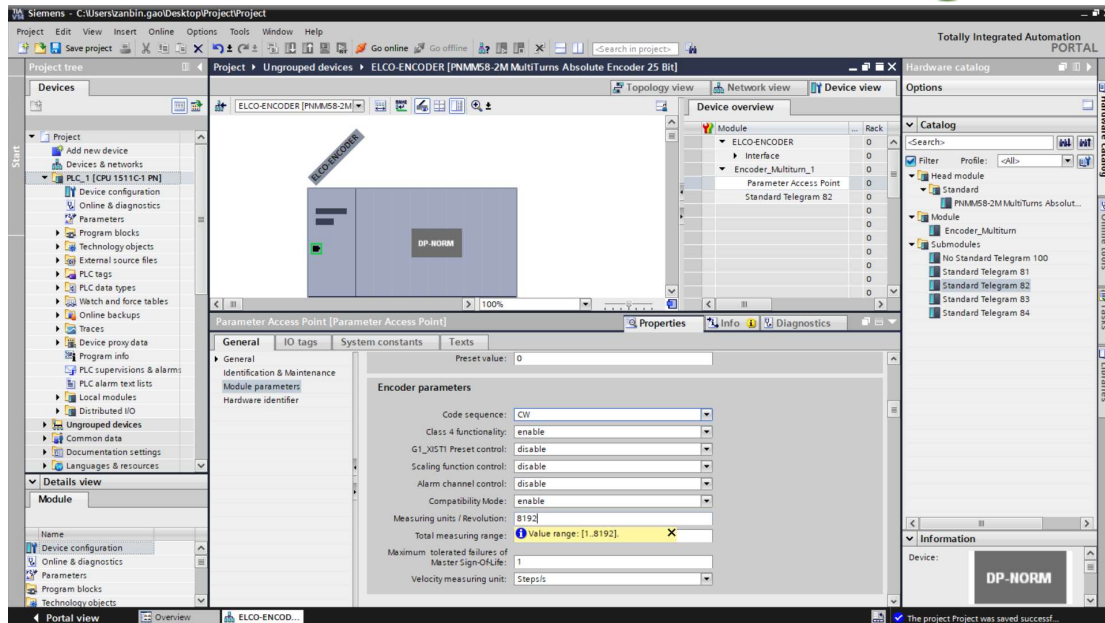 Siemens - C:\Users\zanbin.gao\Desktop\Project\Project
Project Edit View Insert Online Options Tools Window Help
Totally Integrated Automation
PORTAL
Save project
Go online
Go offline
<Search in project>
Project tree
Project ▸ Ungrouped devices ▸ ELCO-ENCODER [PNMM58-2M MultiTurns Absolute Encoder 25 Bit]
Hardware catalog
Devices
Topology view
Network view
Device view
Options
ELCO-ENCODER [PNMM58-2M
Device overview
Start
Project
Add new device
Devices & networks
PLC_1 [CPU 1511C-1 PN]
Device configuration
Online & diagnostics
Parameters
Program blocks
Technology objects
External source files
PLC tags
PLC data types
Watch and force tables
Online backups
Traces
Device proxy data
Program info
PLC supervisions & alarms
PLC alarm text lists
Local modules
Distributed I/O
Ungrouped devices
Common data
Documentation settings
Languages & resources
ELCO-ENCODER
DP-NORM
100%
Module ... Rack
ELCO-ENCODER 0
Interface 0
Encoder_Multiturn_1 0
Parameter Access Point 0
Standard Telegram 82 0
0
0
0
0
0
0
0
Catalog
<Search>
Filter Profile: <All>
Head module
Standard
PNMM58-2M MultiTurns Absolut...
Module
Encoder_Multiturn
Submodules
No Standard Telegram 100
Standard Telegram 81
Standard Telegram 82
Standard Telegram 83
Standard Telegram 84
Hardware catalog
Online tools
Tasks
Libraries
Parameter Access Point [Parameter Access Point]
Properties
Info
Diagnostics
General IO tags System constants Texts
General
Identification & Maintenance
Module parameters
Hardware identifier
Preset value: 0
Encoder parameters
Code sequence: CW
Class 4 functionality: enable
G1_XIST1 Preset control: disable
Scaling function control: disable
Alarm channel control: disable
Compatibility Mode: enable
Measuring units / Revolution: 8192
Total measuring range:
Value range: [1..8192].
Maximum tolerated failures of
Master Sign-Of-Life: 1
Velocity measuring unit: Steps/s
Details view
Module
Name
Device configuration
Online & diagnostics
Parameters
Program blocks
Technology objects
Information
Device:
DP-NORM
Portal view
Overview
ELCO-ENCOD...
The project Project was saved successf...